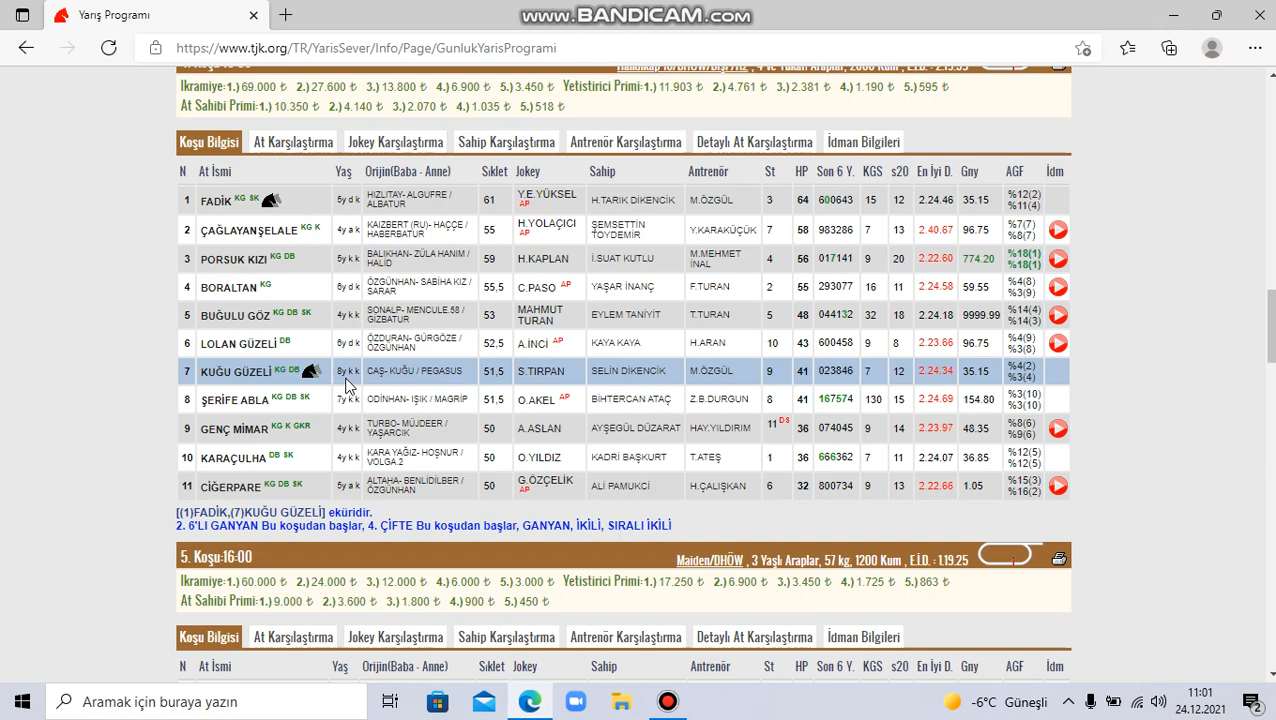 www.BANDICAM.com
Yarış Programı
https://www.tjk.org/TR/YarisSever/Info/Page/GunlukYarisProgrami
İkramiye:1.) 69.000 ₺ 2.) 27.600 ₺ 3.) 13.800 ₺ 4.) 6.900 ₺ 5.) 3.450 ₺ Yetistirici Primi:1.) 11.903 ₺ 2.) 4.761 ₺ 3.) 2.381 ₺ 4.) 1.190 ₺ 5.) 595 ₺
At Sahibi Primi:1.) 10.350 ₺ 2.) 4.140 ₺ 3.) 2.070 ₺ 4.) 1.035 ₺ 5.) 518 ₺
Koşu Bilgisi At Karşılaştırma Jokey Karşılaştırma Sahip Karşılaştırma Antrenör Karşılaştırma Detaylı At Karşılaştırma İdman Bilgileri
N At İsmi Yaş Orijin(Baba - Anne) Sıklet Jokey Sahip Antrenör St HP Son 6 Y. KGS s20 En İyi D. Gny AGF İdm
1 FADİK KG SK 5y d k HIZLITAY- ALGUFRE / ALBATUR 61 Y.E.YÜKSEL AP H.TARIK DİKENCİK M.ÖZGÜL 3 64 600643 15 12 2.24.46 35.15 %12(2) %11(4)
2 ÇAĞLAYANŞELALE KG K 4y a k KAIZBERT (RU)- HAÇÇE / HABERBATUR 55 H.YOLAÇICI AP ŞEMSETTİN TOYDEMİR Y.KARAKÜÇÜK 7 58 983286 7 13 2.40.67 96.75 %7(7) %8(7)
3 PORSUK KIZI KG DB 5y k k BALIKHAN- ZÜLA HANIM / HALİD 59 H.KAPLAN İ.SUAT KUTLU M.MEHMET İNAL 4 56 017141 9 20 2.22.60 774.20 %18(1) %18(1)
4 BORALTAN KG 6y d k ÖZGÜNHAN- SABİHA KIZ / SARAR 55,5 C.PASO AP YAŞAR İNANÇ F.TURAN 2 55 293077 16 11 2.24.58 59.55 %4(8) %3(9)
5 BUĞULU GÖZ KG DB SK 4y k k SONALP- MENCULE.58 / GIZBATUR 53 MAHMUT TURAN EYLEM TANİYİT T.TURAN 5 48 044132 32 18 2.24.18 9999.99 %14(4) %14(3)
6 LOLAN GÜZELİ DB 6y d k ÖZDURAN- GÜRGÖZE / ÖZGÜNHAN 52,5 A.İNCİ AP KAYA KAYA H.ARAN 10 43 600458 9 8 2.23.66 96.75 %4(9) %3(8)
7 KUĞU GÜZELİ KG DB 8y k k CAŞ- KUĞU / PEGASUS 51,5 S.TIRPAN SELİN DİKENCİK M.ÖZGÜL 9 41 023846 7 12 2.24.34 35.15 %4(2) %3(4)
8 ŞERİFE ABLA KG DB SK 7y k k ODİNHAN- IŞIK / MAGRİP 51,5 O.AKEL AP BİHTERCAN ATAÇ Z.B.DURGUN 8 41 167574 130 15 2.24.69 154.80 %3(10) %3(10)
9 GENÇ MİMAR KG K GKR 4y k k TURBO- MÜJDEER / YAŞARCIK 50 A.ASLAN AYŞEGÜL DÜZARAT HAY.YILDIRIM 11 DS 36 074045 9 14 2.23.97 48.35 %8(6) %9(6)
10 KARAÇULHA DB SK 4y k k KARA YAĞIZ- HOŞNUR / VOLGA.2 50 O.YILDIZ KADRİ BAŞKURT T.ATEŞ 1 36 666362 7 11 2.24.07 36.85 %12(5) %12(5)
11 CİĞERPARE KG DB SK 5y a k ALTAHA- BENLİDİLBER / ÖZGÜNHAN 50 G.ÖZÇELİK AP ALİ PAMUKCİ H.ÇALIŞKAN 6 32 800734 9 13 2.22.66 1.05 %15(3) %16(2)
[(1)FADİK,(7)KUĞU GÜZELİ] eküridir.
2. 6'LI GANYAN Bu koşudan başlar, 4. ÇİFTE Bu koşudan başlar, GANYAN, İKİLİ, SIRALI İKİLİ
5. Koşu:16:00 Maiden/DHÖW , 3 Yaşlı Araplar, 57 kg, 1200 Kum , E.İ.D. : 1.19.25
İkramiye:1.) 60.000 ₺ 2.) 24.000 ₺ 3.) 12.000 ₺ 4.) 6.000 ₺ 5.) 3.000 ₺ Yetistirici Primi:1.) 17.250 ₺ 2.) 6.900 ₺ 3.) 3.450 ₺ 4.) 1.725 ₺ 5.) 863 ₺
At Sahibi Primi:1.) 9.000 ₺ 2.) 3.600 ₺ 3.) 1.800 ₺ 4.) 900 ₺ 5.) 450 ₺
Koşu Bilgisi At Karşılaştırma Jokey Karşılaştırma Sahip Karşılaştırma Antrenör Karşılaştırma Detaylı At Karşılaştırma İdman Bilgileri
N At İsmi Yaş Orijin(Baba - Anne) Sıklet Jokey Sahip Antrenör St HP Son 6 Y. KGS s20 En İyi D. Gny AGF İdm
Aramak için buraya yazın -6°C Güneşli 11:01
24.12.2021 2